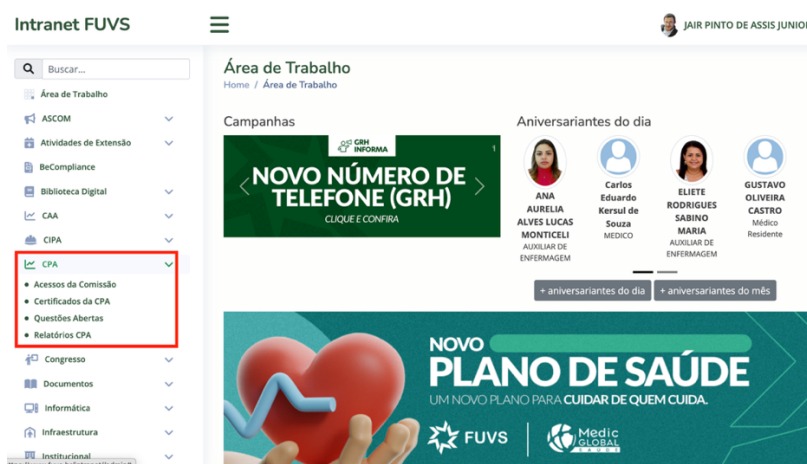 Intranet FUVS
JAIR PINTO DE ASSIS JUNIOR
Buscar...
Área de Trabalho
ASCOM
Atividades de Extensão
BeCompliance
Biblioteca Digital
CAA
CIPA
CPA
Acessos da Comissão
Certificados da CPA
Questões Abertas
Relatórios CPA
Congresso
Documentos
Informática
Infraestrutura
Institucional
Área de Trabalho
Home / Área de Trabalho
Campanhas
GRH
INFORMA
1
NOVO NÚMERO DE
TELEFONE (GRH)
CLIQUE E CONFIRA
Aniversariantes do dia
ANA
AURELIA
ALVES LUCAS
MONTICELI
AUXILIAR DE
ENFERMAGEM
Carlos
Eduardo
Kersul de
Souza
MEDICO
ELIETE
RODRIGUES
SABINO
MARIA
AUXILIAR DE
ENFERMAGEM
GUSTAVO
OLIVEIRA
CASTRO
Médico
Residente
+ aniversariantes do dia
+ aniversariantes do mês
NOVO
PLANO DE SAÚDE
UM NOVO PLANO PARA CUIDAR DE QUEM CUIDA.
FUVS
Medic
GLOBAL
SAÚDE